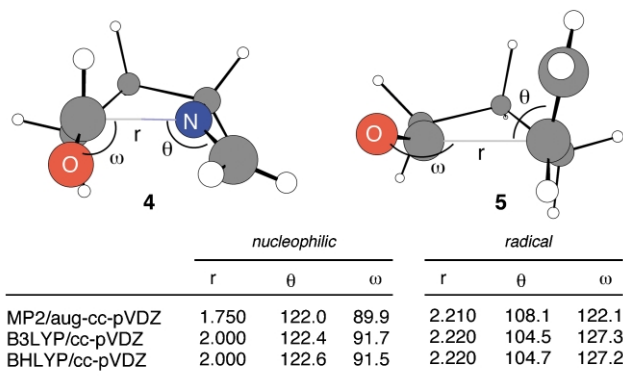 N
θ
O
r
ω
θ
O
r
ω
4
5
nucleophilic radical
r θ ω r θ ω
MP2/aug-cc-pVDZ 1.750 122.0 89.9 2.210 108.1 122.1
B3LYP/cc-pVDZ 2.000 122.4 91.7 2.220 104.5 127.3
BHLYP/cc-pVDZ 2.000 122.6 91.5 2.220 104.7 127.2